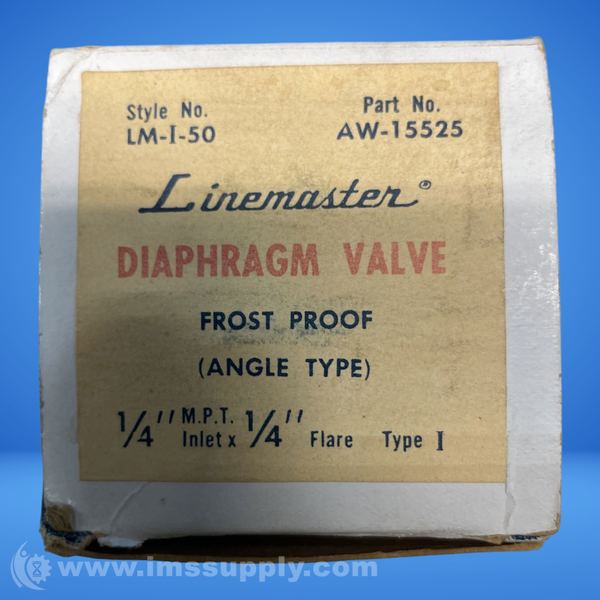 Style No. Part No.
LM-I-50 AW-15525
Linemaster®
DIAPHRAGM VALVE
FROST PROOF
(ANGLE TYPE)
1/4" M.P.T. Inlet x 1/4" Flare Type I
www.imssupply.com